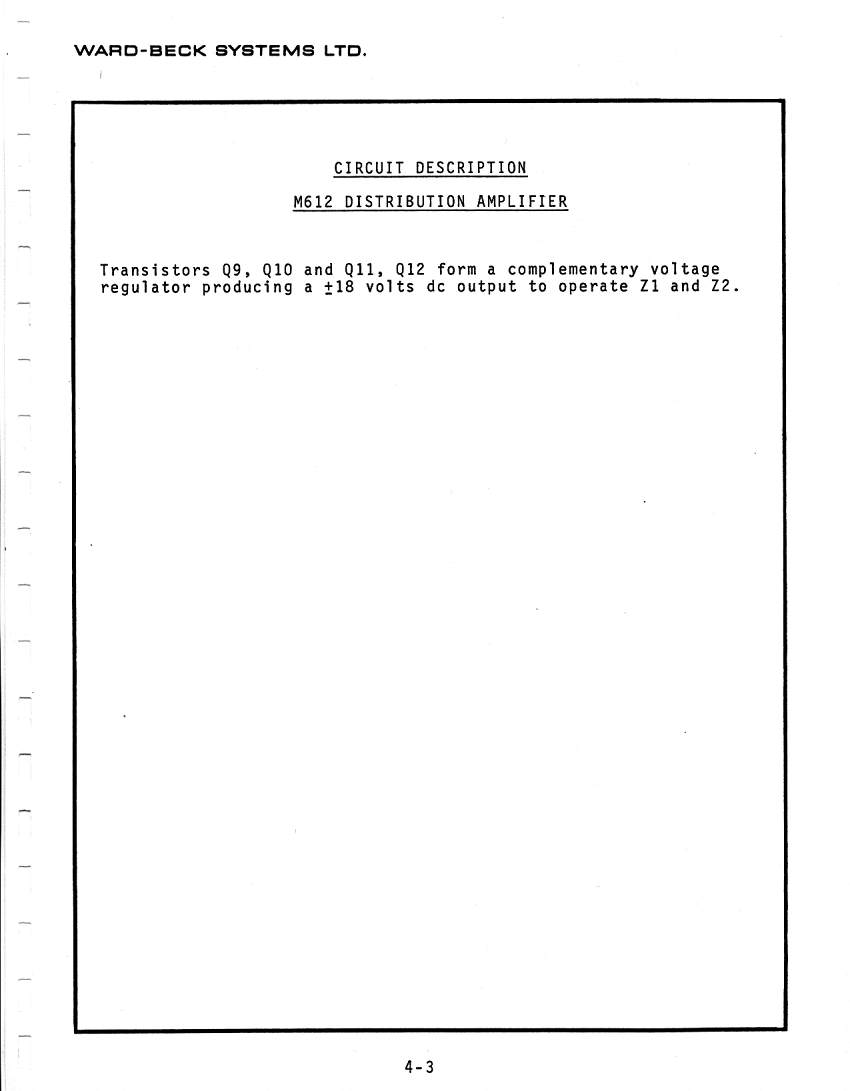 WARD-BECK SYSTEMS LTD.
CIRCUIT DESCRIPTION
M612 DISTRIBUTION AMPLIFIER
Transistors Q9, Q10 and Q11, Q12 form a complementary voltage
regulator producing a ±18 volts dc output to operate Z1 and Z2.
4-3